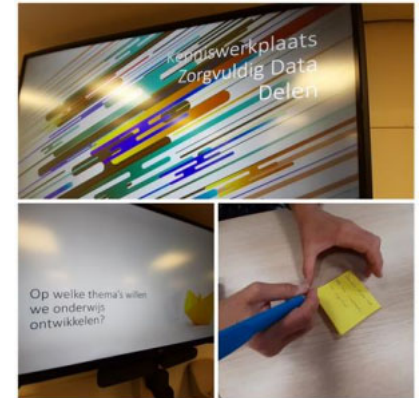 Kenniswerkplaats
Zorgvuldig Data
Delen
Op welke thema's willen
we onderwijs
ontwikkelen?